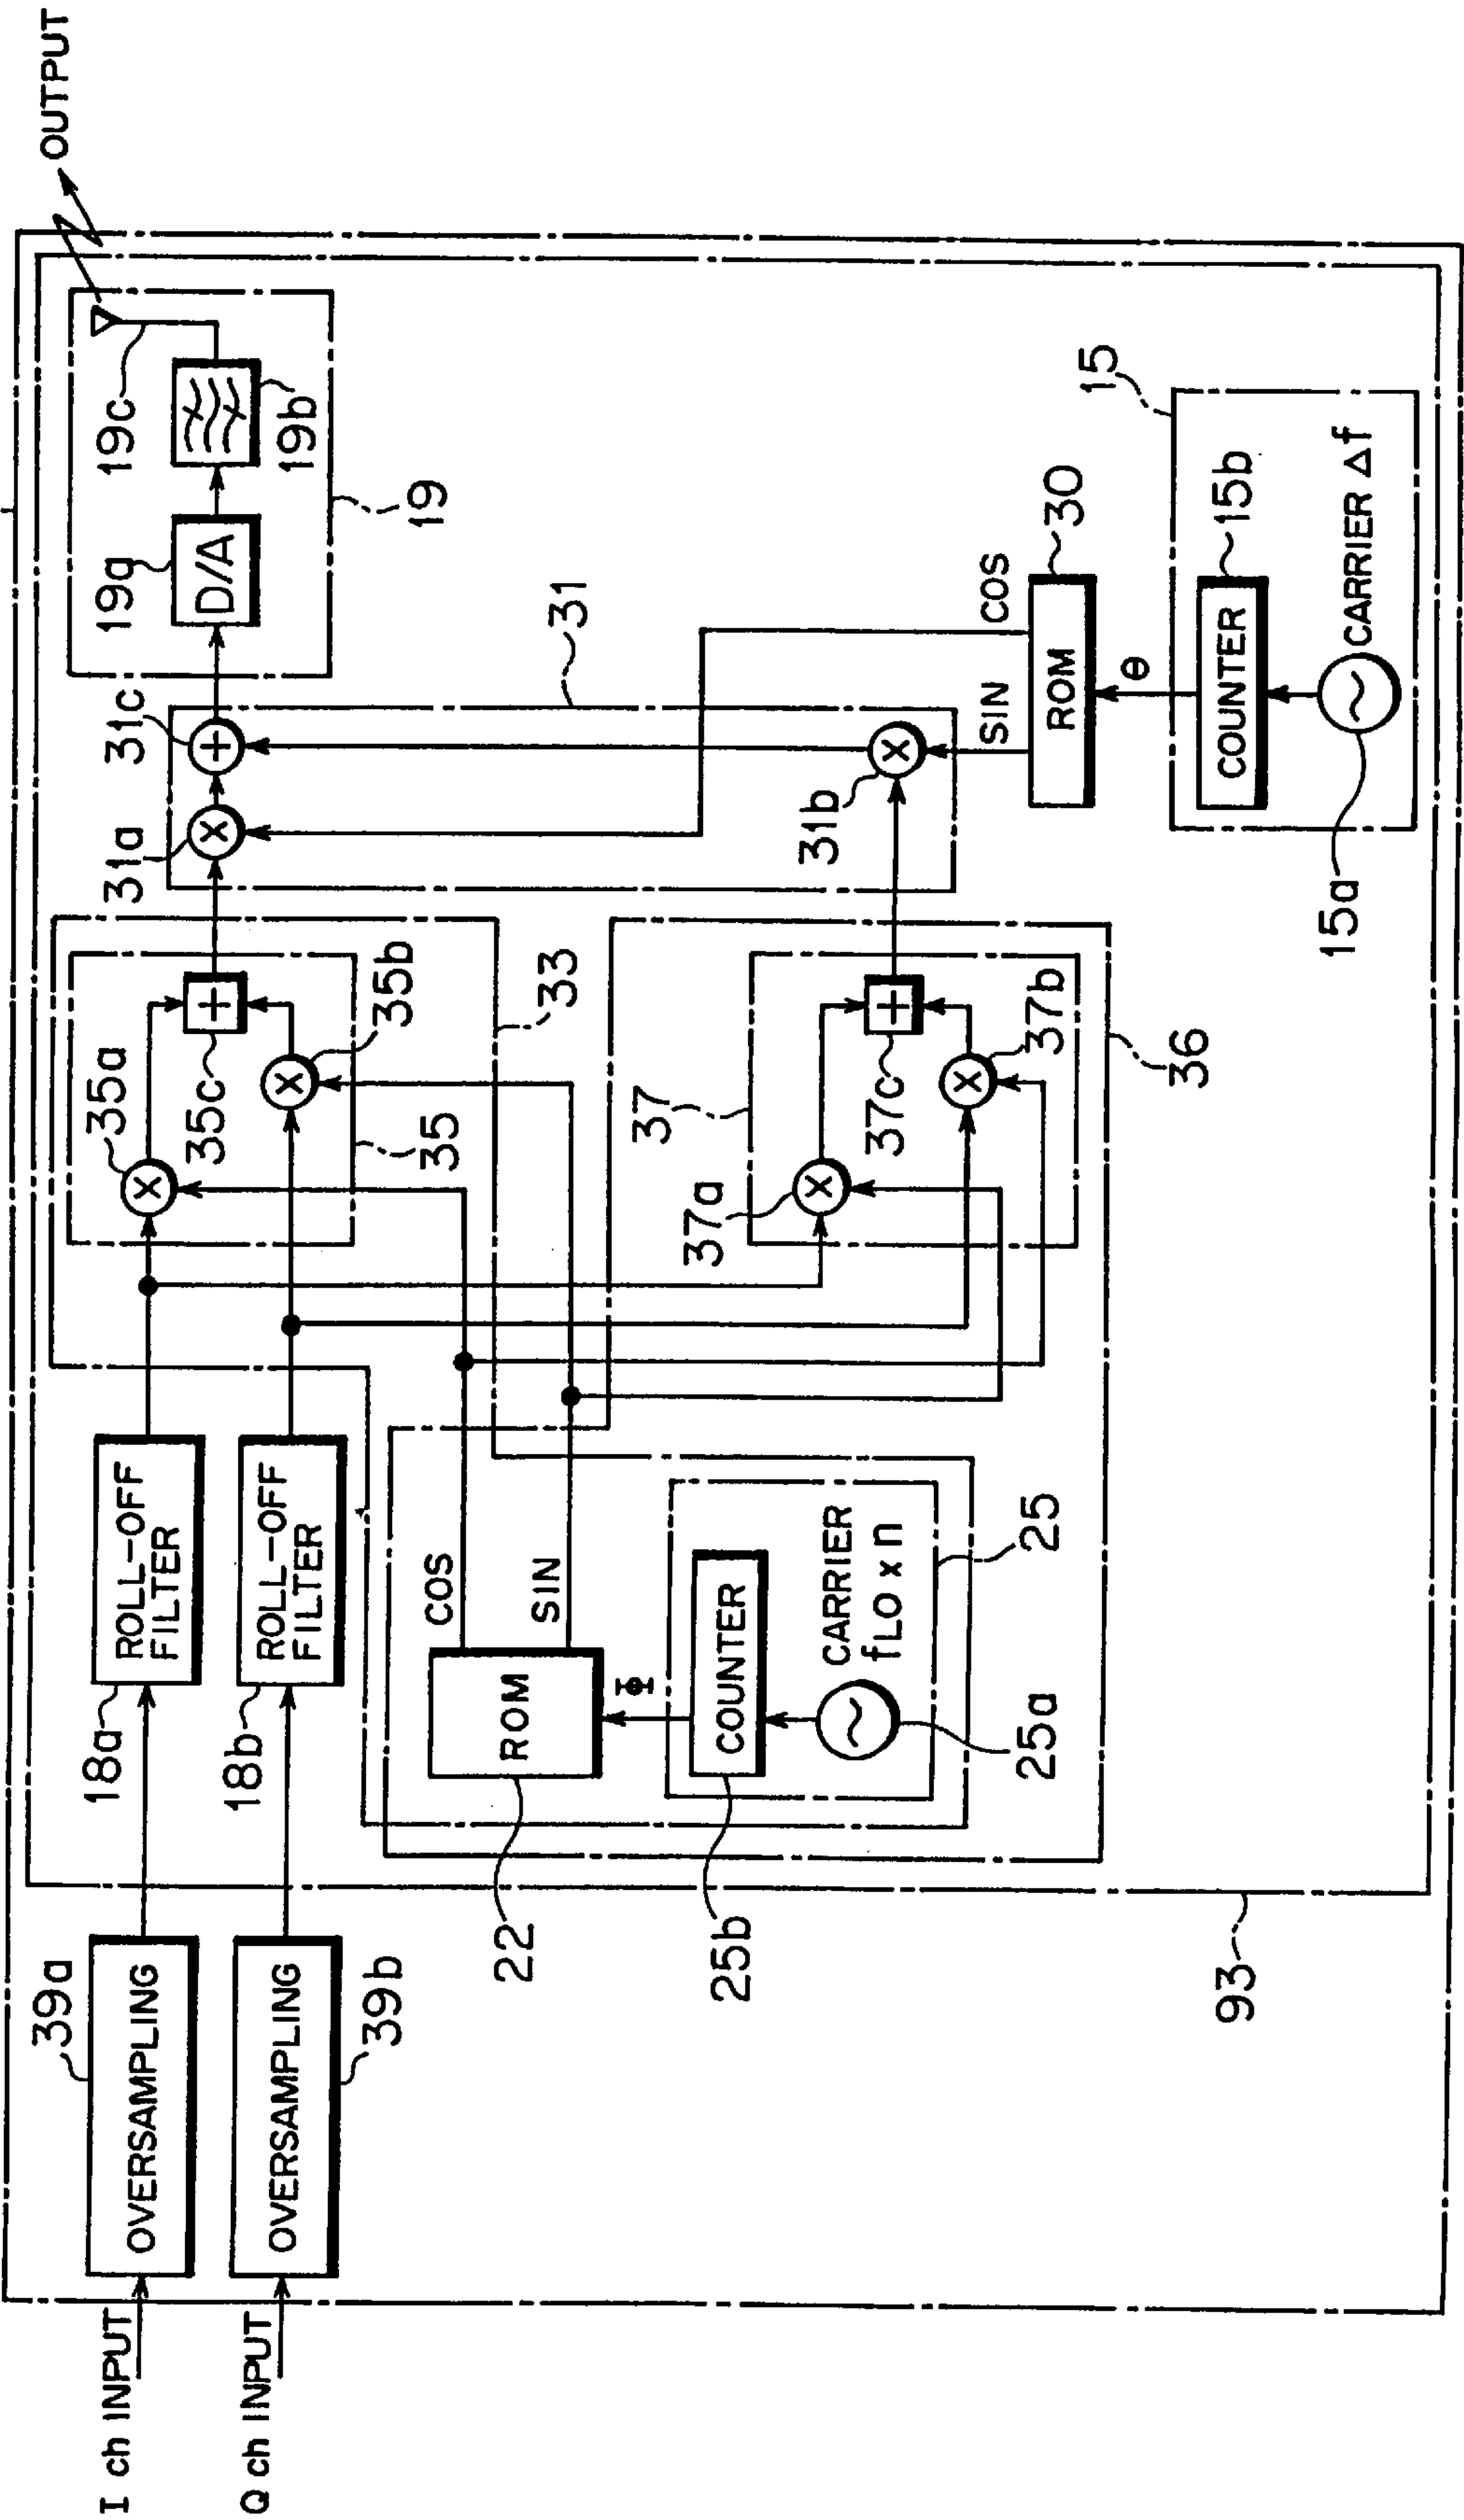 OUTPUT
19c
19b
19a
D/A
19
31
31c
31a
31b
COS
SIN
30
ROM
θ
15
15b
COUNTER
CARRIER Δf
15a
35a
35c
35b
35
33
37
37a
37c
37b
36
ROLL-OFF
FILTER
18a
ROLL-OFF
FILTER
18b
COS
SIN
ROM
22
Φ
COUNTER
25b
CARRIER
fLO × n
25
25a
93
39a
OVERSAMPLING
39b
OVERSAMPLING
I ch INPUT
Q ch INPUT